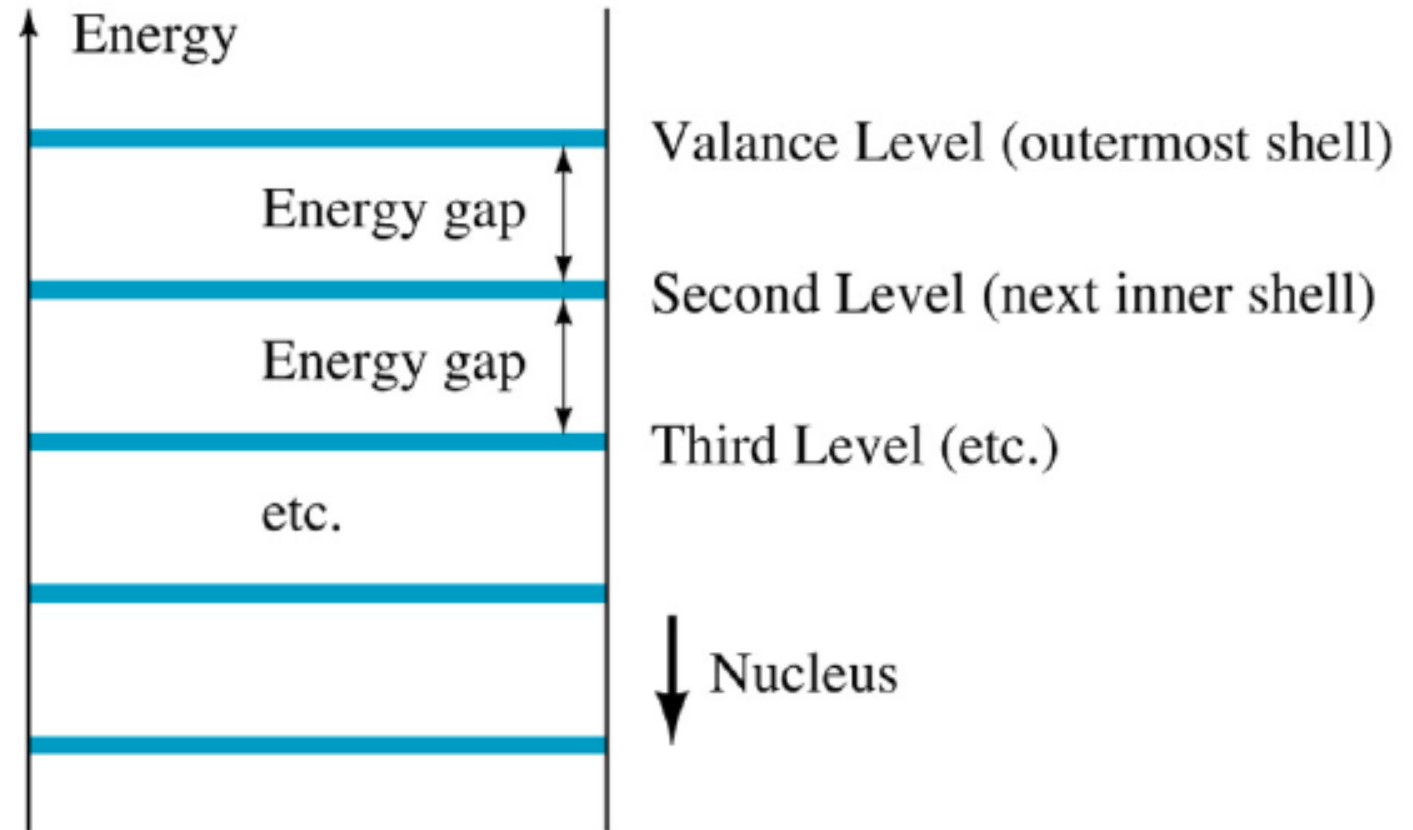 Energy
Valance Level (outermost shell)
Energy gap
Second Level (next inner shell)
Energy gap
Third Level (etc.)
etc.
Nucleus